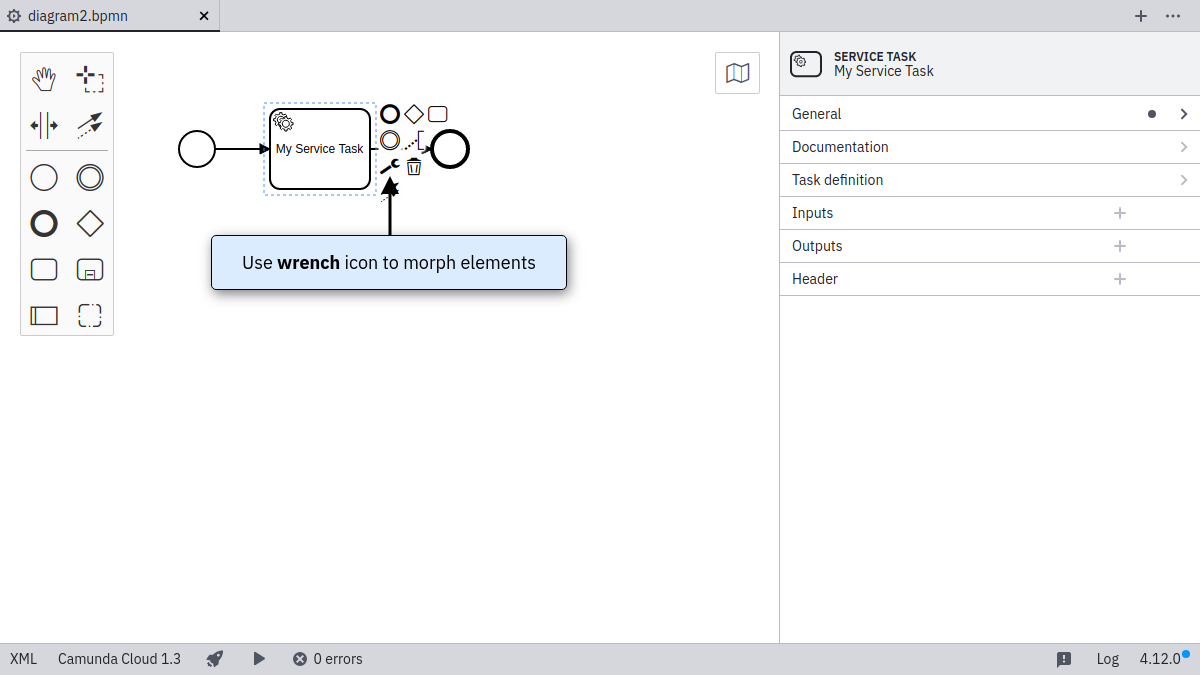 diagram2.bpmn
SERVICE TASK
My Service Task
General
My Service Task
Documentation
Task definition
Inputs
Use wrench icon to morph elements
Outputs
Header
XML Camunda Cloud 1.3 0 errors Log 4.12.0